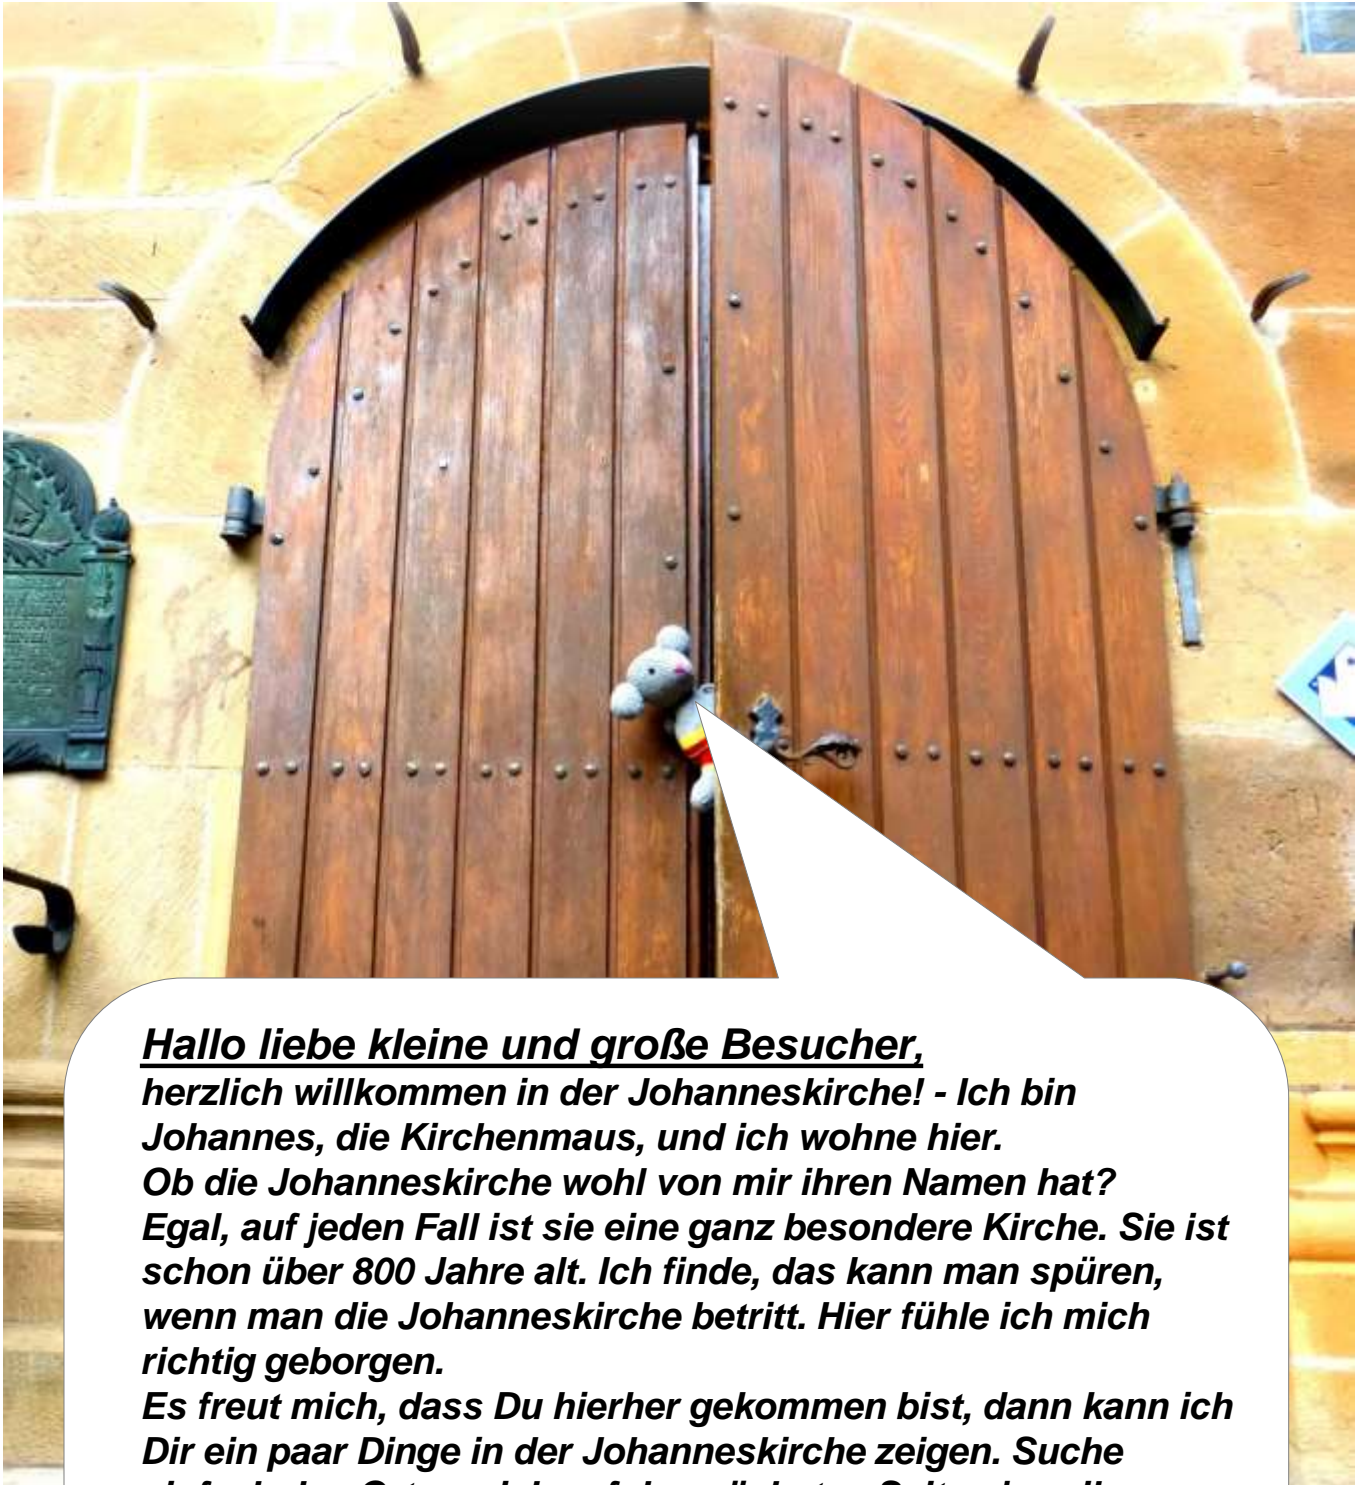 Hallo liebe kleine und große Besucher,
herzlich willkommen in der Johanneskirche! - Ich bin
Johannes, die Kirchenmaus, und ich wohne hier.
Ob die Johanneskirche wohl von mir ihren Namen hat?
Egal, auf jeden Fall ist sie eine ganz besondere Kirche. Sie ist
schon über 800 Jahre alt. Ich finde, das kann man spüren,
wenn man die Johanneskirche betritt. Hier fühle ich mich
richtig geborgen.
Es freut mich, dass Du hierher gekommen bist, dann kann ich
Dir ein paar Dinge in der Johanneskirche zeigen. Suche